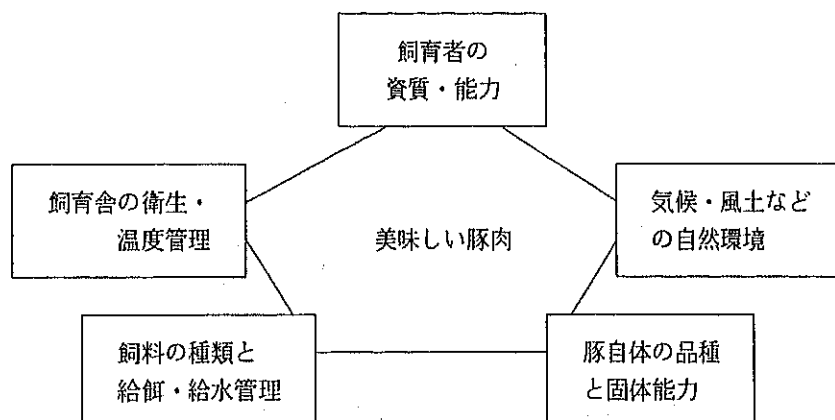 飼育者の
資質・能力
飼育舎の衛生・
温度管理
気候・風土など
の自然環境
美味しい豚肉
飼料の種類と
給餌・給水管理
豚自体の品種
と固体能力